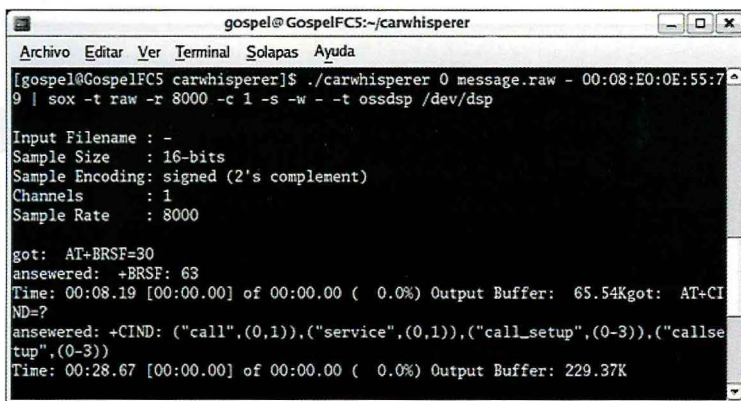 gospel@GospelFC5:~/carwhisperer
Archivo Editar Ver Terminal Solapas Ayuda
[gospel@GospelFC5 carwhisperer]$ ./carwhisperer 0 message.raw - 00:08:E0:0E:55:7
9 | sox -t raw -r 8000 -c 1 -s -w - -t ossdsp /dev/dsp
Input Filename : -
Sample Size    : 16-bits
Sample Encoding: signed (2's complement)
Channels       : 1
Sample Rate    : 8000
got:  AT+BRSF=30
ansewered:  +BRSF: 63
Time: 00:08.19 [00:00.00] of 00:00.00 (  0.0%) Output Buffer:  65.54Kgot:  AT+CI
ND=?
ansewered: +CIND: ("call",(0,1)),("service",(0,1)),("call_setup",(0-3)),("callse
tup",(0-3))
Time: 00:28.67 [00:00.00] of 00:00.00 (  0.0%) Output Buffer: 229.37K